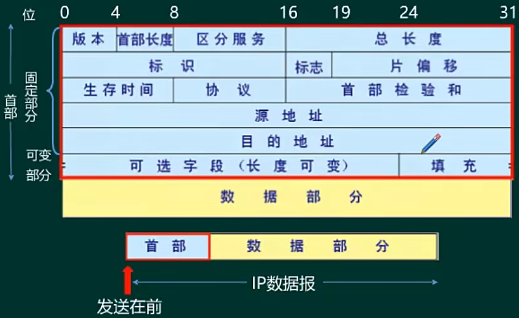 位 0 4 8 16 19 24 31
版本 首部长度 区分服务 总长度
标识 标志 片偏移
生存时间 协议 首部检验和
源地址
目的地址
可选字段（长度可变） 填充
数据部分
首部
固定部分
可变部分
首部 数据部分
IP数据报
发送在前